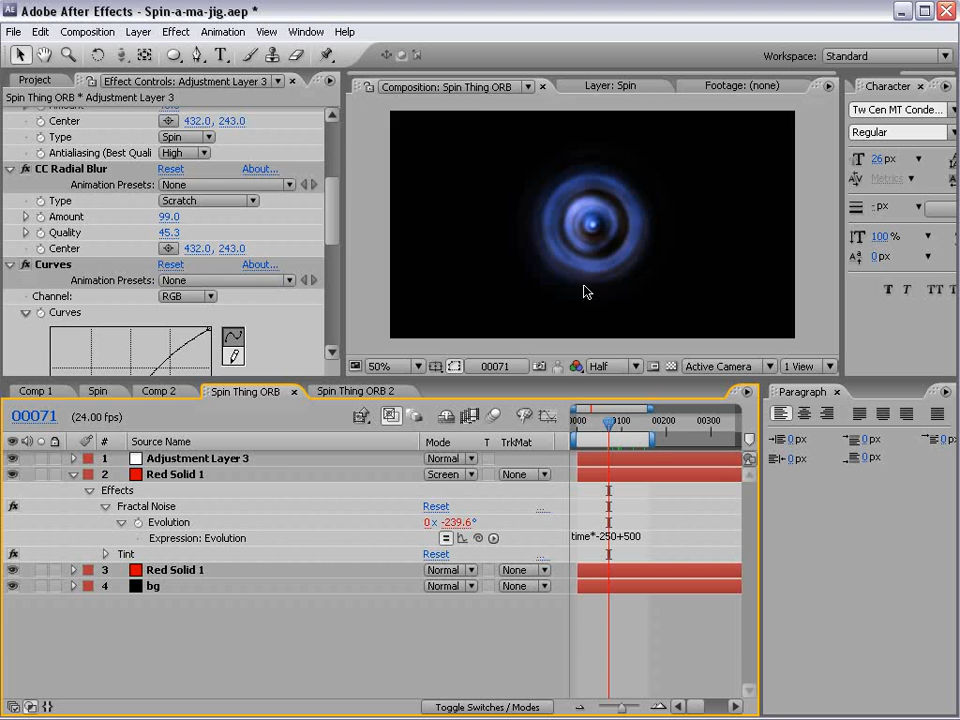 Adobe After Effects - Spin-a-ma-jig.aep *
File Edit Composition Layer Effect Animation View Window Help
Workspace: Standard
Project Effect Controls: Adjustment Layer 3
Composition: Spin Thing ORB Layer: Spin Footage: (none)
Character
Spin Thing ORB * Adjustment Layer 3
Center 432.0, 243.0
Type Spin
Antialiasing (Best Quali High
CC Radial Blur Reset About...
Animation Presets: None
Type Scratch
Amount 99.0
Quality 45.3
Center 432.0, 243.0
Curves Reset About...
Animation Presets: None
Channel: RGB
Curves
50% 00071 Half Active Camera 1 View
Tw Cen MT Conde...
Regular
26 px
Metrics
- px
100 % 0 px
T T TT T
Comp 1 Spin Comp 2 Spin Thing ORB Spin Thing ORB 2
00071 (24.00 fps)
0000 0100 00200 00300
# Source Name Mode T TrkMat
1 Adjustment Layer 3 Normal
2 Red Solid 1 Screen None
Effects
Fractal Noise Reset ...
Evolution 0 x -239.6°
Expression: Evolution time*-250+500
Tint Reset ...
3 Red Solid 1 Normal None
4 bg Normal None
Toggle Switches / Modes
Paragraph
0 px 0 px 0 px
0 px 0 px